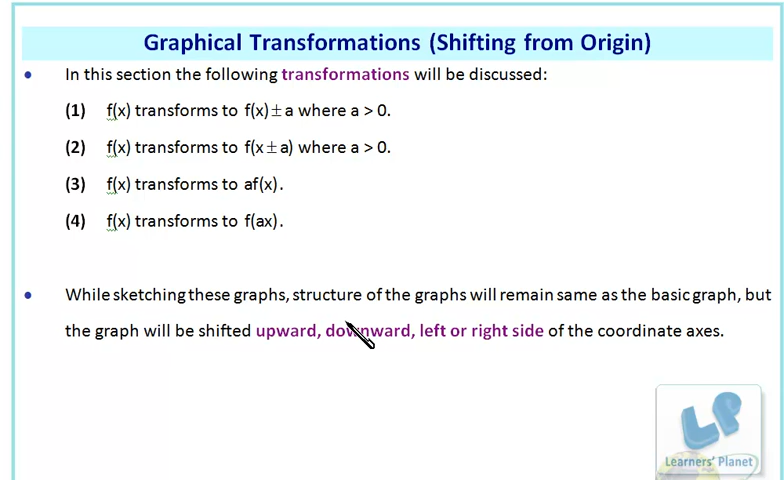 Graphical Transformations (Shifting from Origin)
• In this section the following transformations will be discussed:
(1) f(x) transforms to f(x) ± a where a > 0.
(2) f(x) transforms to f(x ± a) where a > 0.
(3) f(x) transforms to af(x).
(4) f(x) transforms to f(ax).
• While sketching these graphs, structure of the graphs will remain same as the basic graph, but
the graph will be shifted upward, downward, left or right side of the coordinate axes.
LP
Learners' Planet